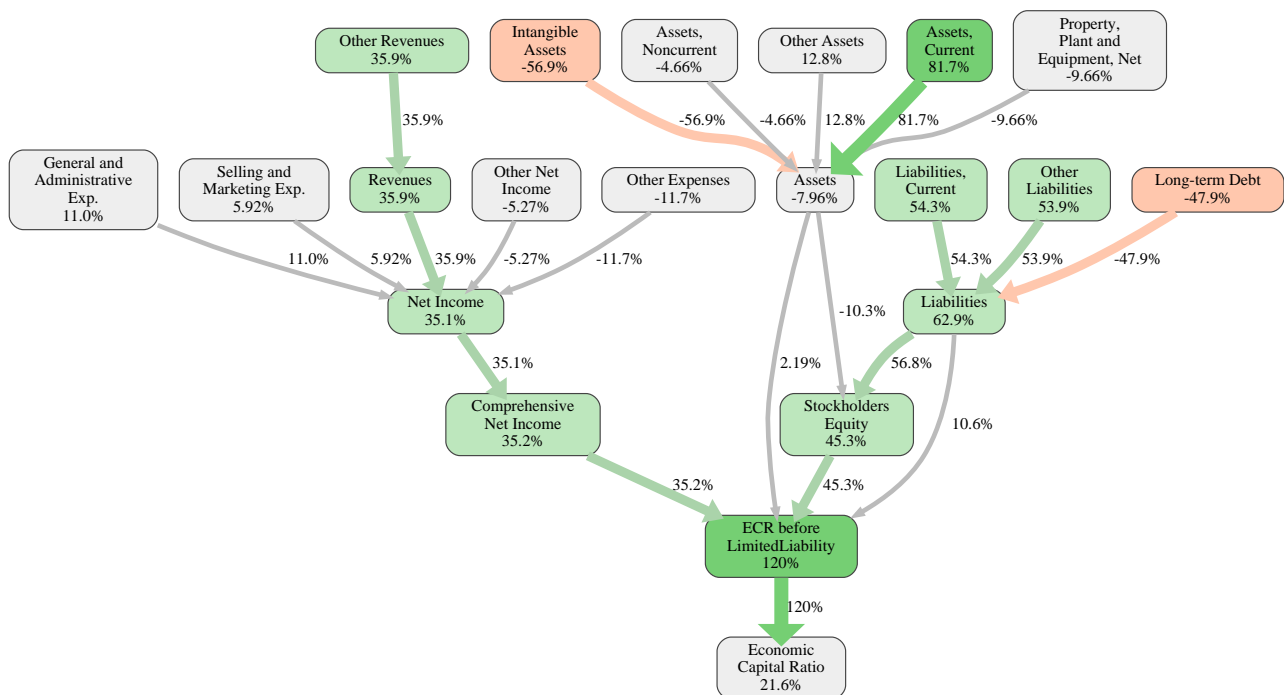 Other Revenues
35.9%
Intangible
Assets
-56.9%
Assets,
Noncurrent
-4.66%
Other Assets
12.8%
Assets,
Current
81.7%
Property,
Plant and
Equipment, Net
-9.66%
35.9%
-56.9%
-4.66%
12.8%
81.7%
-9.66%
General and
Administrative
Exp.
11.0%
Selling and
Marketing Exp.
5.92%
Revenues
35.9%
Other Net
Income
-5.27%
Other Expenses
-11.7%
Assets
-7.96%
Liabilities,
Current
54.3%
Other
Liabilities
53.9%
Long-term Debt
-47.9%
11.0%
5.92%
35.9%
-5.27%
-11.7%
54.3%
53.9%
-47.9%
Net Income
35.1%
-10.3%
Liabilities
62.9%
35.1%
2.19%
56.8%
Comprehensive
Net Income
35.2%
Stockholders
Equity
45.3%
10.6%
35.2%
45.3%
ECR before
LimitedLiability
120%
120%
Economic
Capital Ratio
21.6%